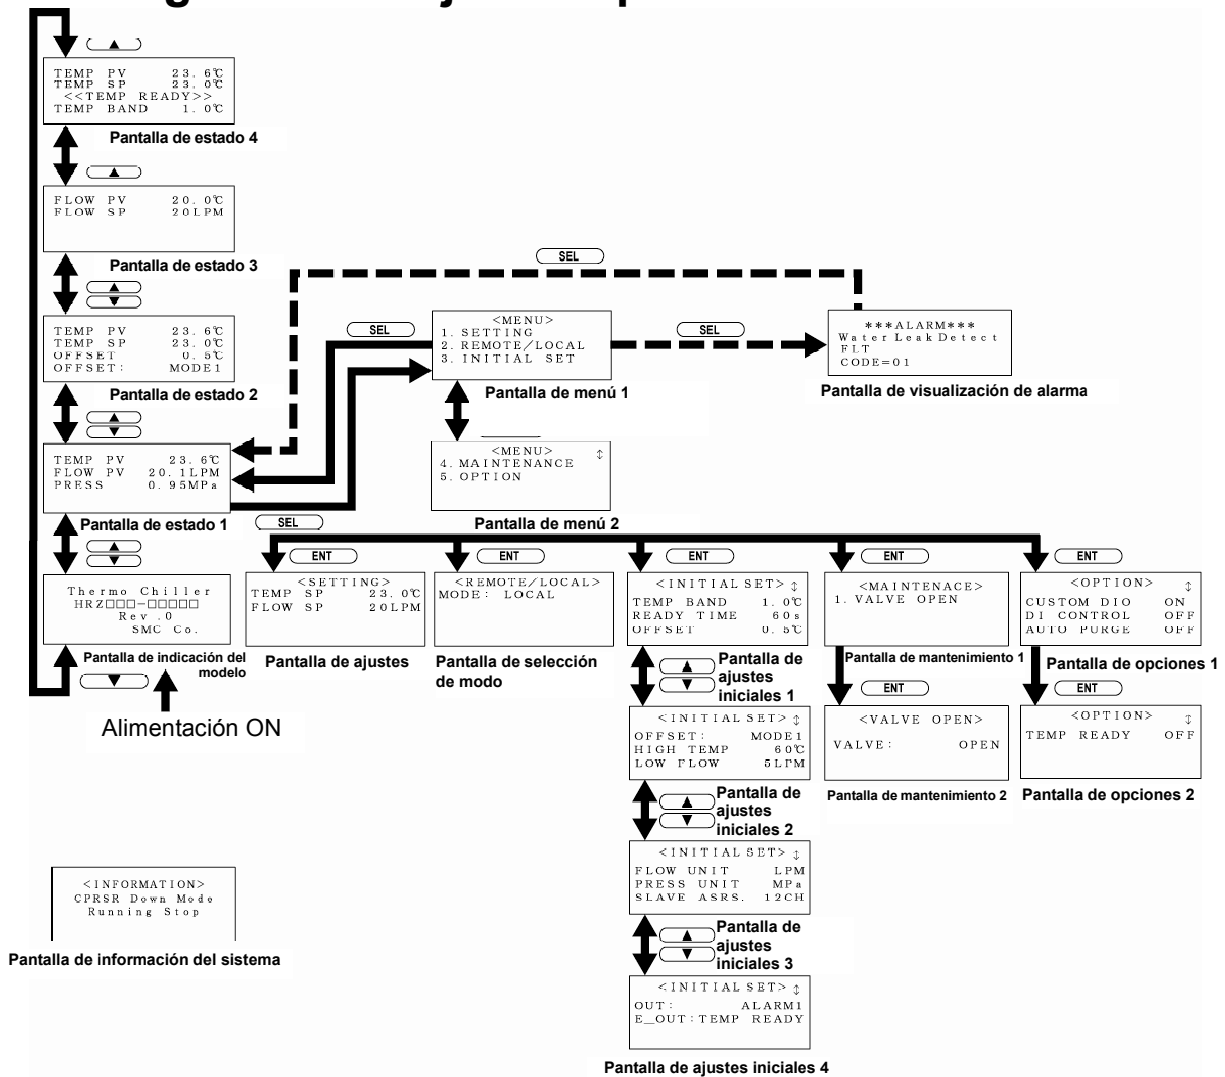 TEMP PV 23. 6℃
TEMP SP 23. 0℃
<<TEMP READY>>
TEMP BAND 1. 0℃
Pantalla de estado 4
FLOW PV 20. 0℃
FLOW SP 20LPM
Pantalla de estado 3
TEMP PV 23. 6℃
TEMP SP 23. 0℃
OFFSET 0. 5℃
OFFSET: MODE1
Pantalla de estado 2
TEMP PV 23. 6℃
FLOW PV 20. 1LPM
PRESS 0. 95MPa
Pantalla de estado 1
Thermo Chiller
HRZ□□□-□□□□□
Rev .0
SMC Co.
Pantalla de indicación del
modelo
Alimentación ON
SEL
SEL
SEL
SEL
<MENU>
1. SETTING
2. REMOTE/LOCAL
3. INITIAL SET
Pantalla de menú 1
***ALARM***
Water Leak Detect
FLT
CODE=01
Pantalla de visualización de alarma
<MENU> ↕
4. MAINTENANCE
5. OPTION
Pantalla de menú 2
ENT
ENT
ENT
ENT
ENT
<SETTING>
TEMP SP 23. 0℃
FLOW SP 20LPM
Pantalla de ajustes
<REMOTE/LOCAL>
MODE: LOCAL
Pantalla de selección
de modo
<INITIAL SET> ↕
TEMP BAND 1. 0℃
READY TIME 60s
OFFSET 0. 5℃
Pantalla de
ajustes
iniciales 1
<INITIAL SET> ↕
OFFSET: MODE1
HIGH TEMP 60℃
LOW FLOW 5LPM
Pantalla de
ajustes
iniciales 2
<INITIAL SET> ↕
FLOW UNIT LPM
PRESS UNIT MPa
SLAVE ASRS. 12CH
Pantalla de
ajustes
iniciales 3
<INITIAL SET> ↕
OUT: ALARM1
E_OUT:TEMP READY
Pantalla de ajustes iniciales 4
<MAINTENACE>
1. VALVE OPEN
Pantalla de mantenimiento 1
ENT
<VALVE OPEN>
VALVE: OPEN
Pantalla de mantenimiento 2
<OPTION> ↕
CUSTOM DIO ON
DI CONTROL OFF
AUTO PURGE OFF
Pantalla de opciones 1
ENT
<OPTION> ↕
TEMP READY OFF
Pantalla de opciones 2
<INFORMATION>
CPRSR Down Mode
Running Stop
Pantalla de información del sistema